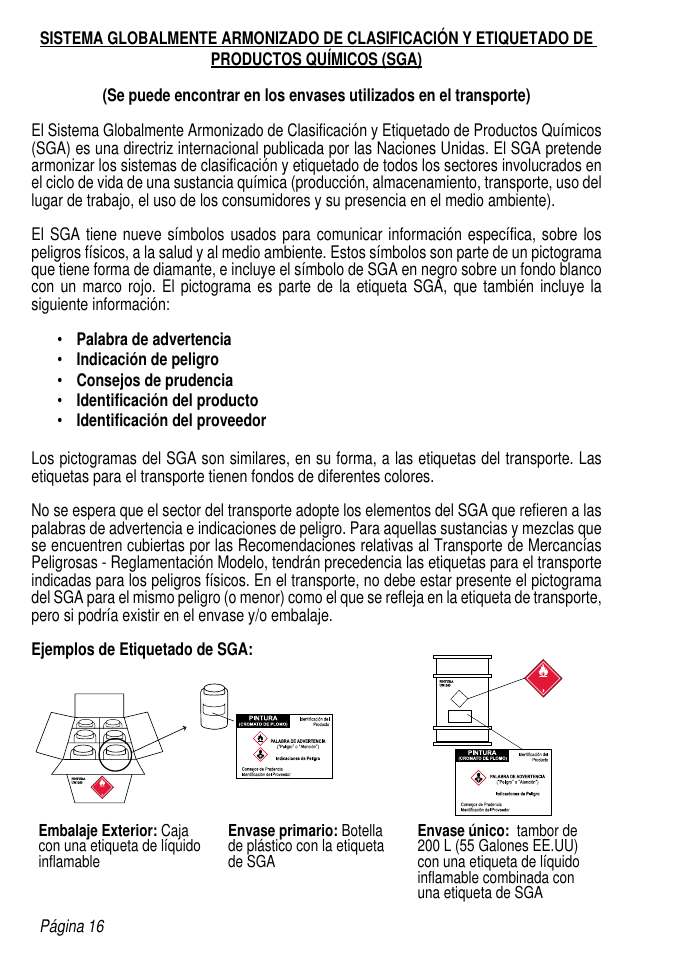 SISTEMA GLOBALMENTE ARMONIZADO DE CLASIFICACIÓN Y ETIQUETADO DE
PRODUCTOS QUÍMICOS (SGA)
(Se puede encontrar en los envases utilizados en el transporte)
El Sistema Globalmente Armonizado de Clasificación y Etiquetado de Productos Químicos
(SGA) es una directriz internacional publicada por las Naciones Unidas. El SGA pretende
armonizar los sistemas de clasificación y etiquetado de todos los sectores involucrados en
el ciclo de vida de una sustancia química (producción, almacenamiento, transporte, uso del
lugar de trabajo, el uso de los consumidores y su presencia en el medio ambiente).
El SGA tiene nueve símbolos usados para comunicar información específica, sobre los
peligros físicos, a la salud y al medio ambiente. Estos símbolos son parte de un pictograma
que tiene forma de diamante, e incluye el símbolo de SGA en negro sobre un fondo blanco
con un marco rojo. El pictograma es parte de la etiqueta SGA, que también incluye la
siguiente información:
• Palabra de advertencia
• Indicación de peligro
• Consejos de prudencia
• Identificación del producto
• Identificación del proveedor
Los pictogramas del SGA son similares, en su forma, a las etiquetas del transporte. Las
etiquetas para el transporte tienen fondos de diferentes colores.
No se espera que el sector del transporte adopte los elementos del SGA que refieren a las
palabras de advertencia e indicaciones de peligro. Para aquellas sustancias y mezclas que
se encuentren cubiertas por las Recomendaciones relativas al Transporte de Mercancías
Peligrosas - Reglamentación Modelo, tendrán precedencia las etiquetas para el transporte
indicadas para los peligros físicos. En el transporte, no debe estar presente el pictograma
del SGA para el mismo peligro (o menor) como el que se refleja en la etiqueta de transporte,
pero si podría existir en el envase y/o embalaje.
Ejemplos de Etiquetado de SGA:
PINTURA
UN1263
PINTURA
(CROMATO DE PLOMO)
Identificación del
Producto
PALABRA DE ADVERTENCIA
("Peligro" o "Atención")
Indicaciones de Peligro
Consejos de Prudencia
Identificación del Proveedor
PINTURA
UN1263
PINTURA
(CROMATO DE PLOMO)
Identificación del
Producto
PALABRA DE ADVERTENCIA
("Peligro" o "Atención")
Indicaciones de Peligro
Consejos de Prudencia
Identificación del Proveedor
Embalaje Exterior: Caja
con una etiqueta de líquido
inflamable
Envase primario: Botella
de plástico con la etiqueta
de SGA
Envase único: tambor de
200 L (55 Galones EE.UU)
con una etiqueta de líquido
inflamable combinada con
una etiqueta de SGA
Página 16